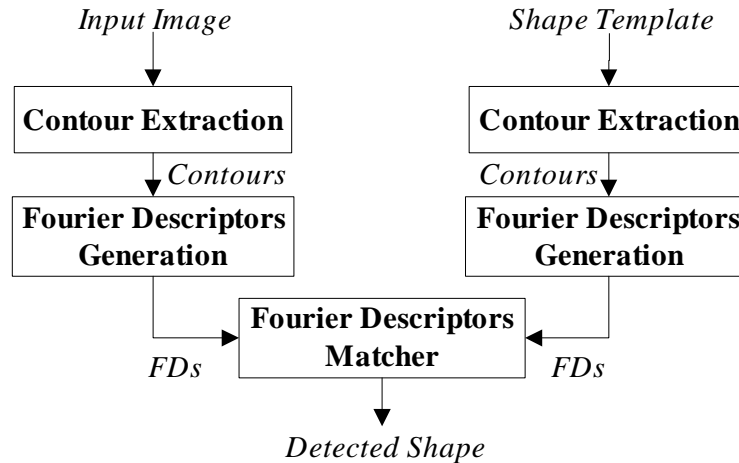 Input Image
Shape Template
Contour Extraction
Contour Extraction
Contours
Contours
Fourier Descriptors
Generation
Fourier Descriptors
Generation
Fourier Descriptors
Matcher
FDs
FDs
Detected Shape